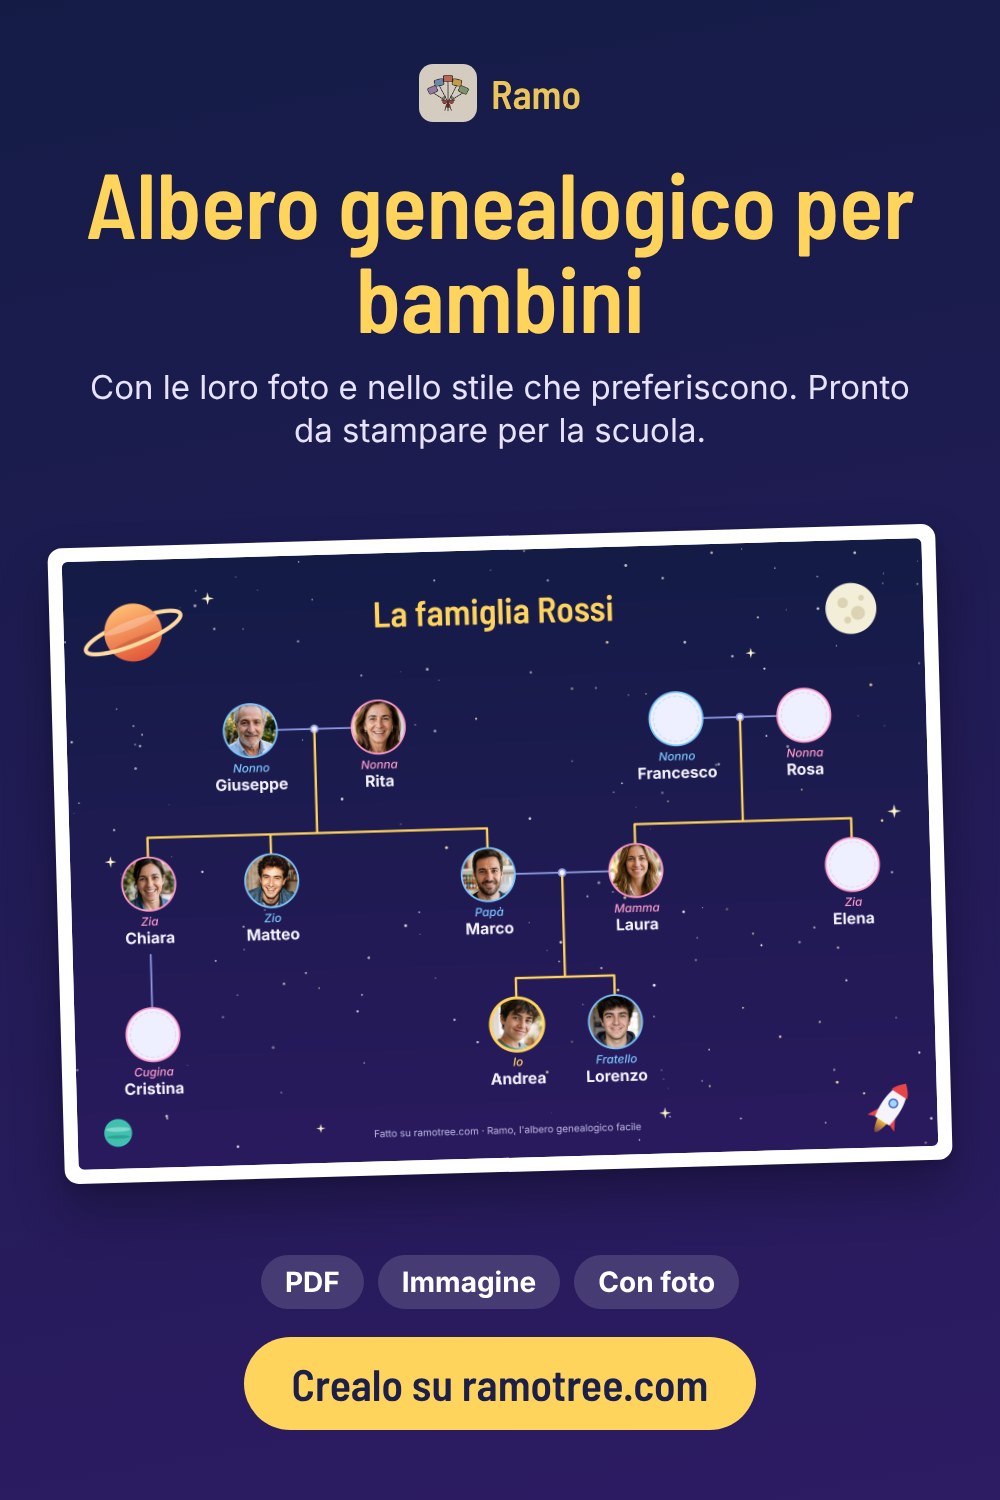 Ramo
Albero genealogico per
bambini
Con le loro foto e nello stile che preferiscono. Pronto
da stampare per la scuola.
La famiglia Rossi
Nonno
Giuseppe
Nonna
Rita
Nonno
Francesco
Nonna
Rosa
Zia
Chiara
Zio
Matteo
Papà
Marco
Mamma
Laura
Zia
Elena
Cugina
Cristina
Io
Andrea
Fratello
Lorenzo
Fatto su ramotree.com · Ramo, l'albero genealogico facile
PDF
Immagine
Con foto
Crealo su ramotree.com